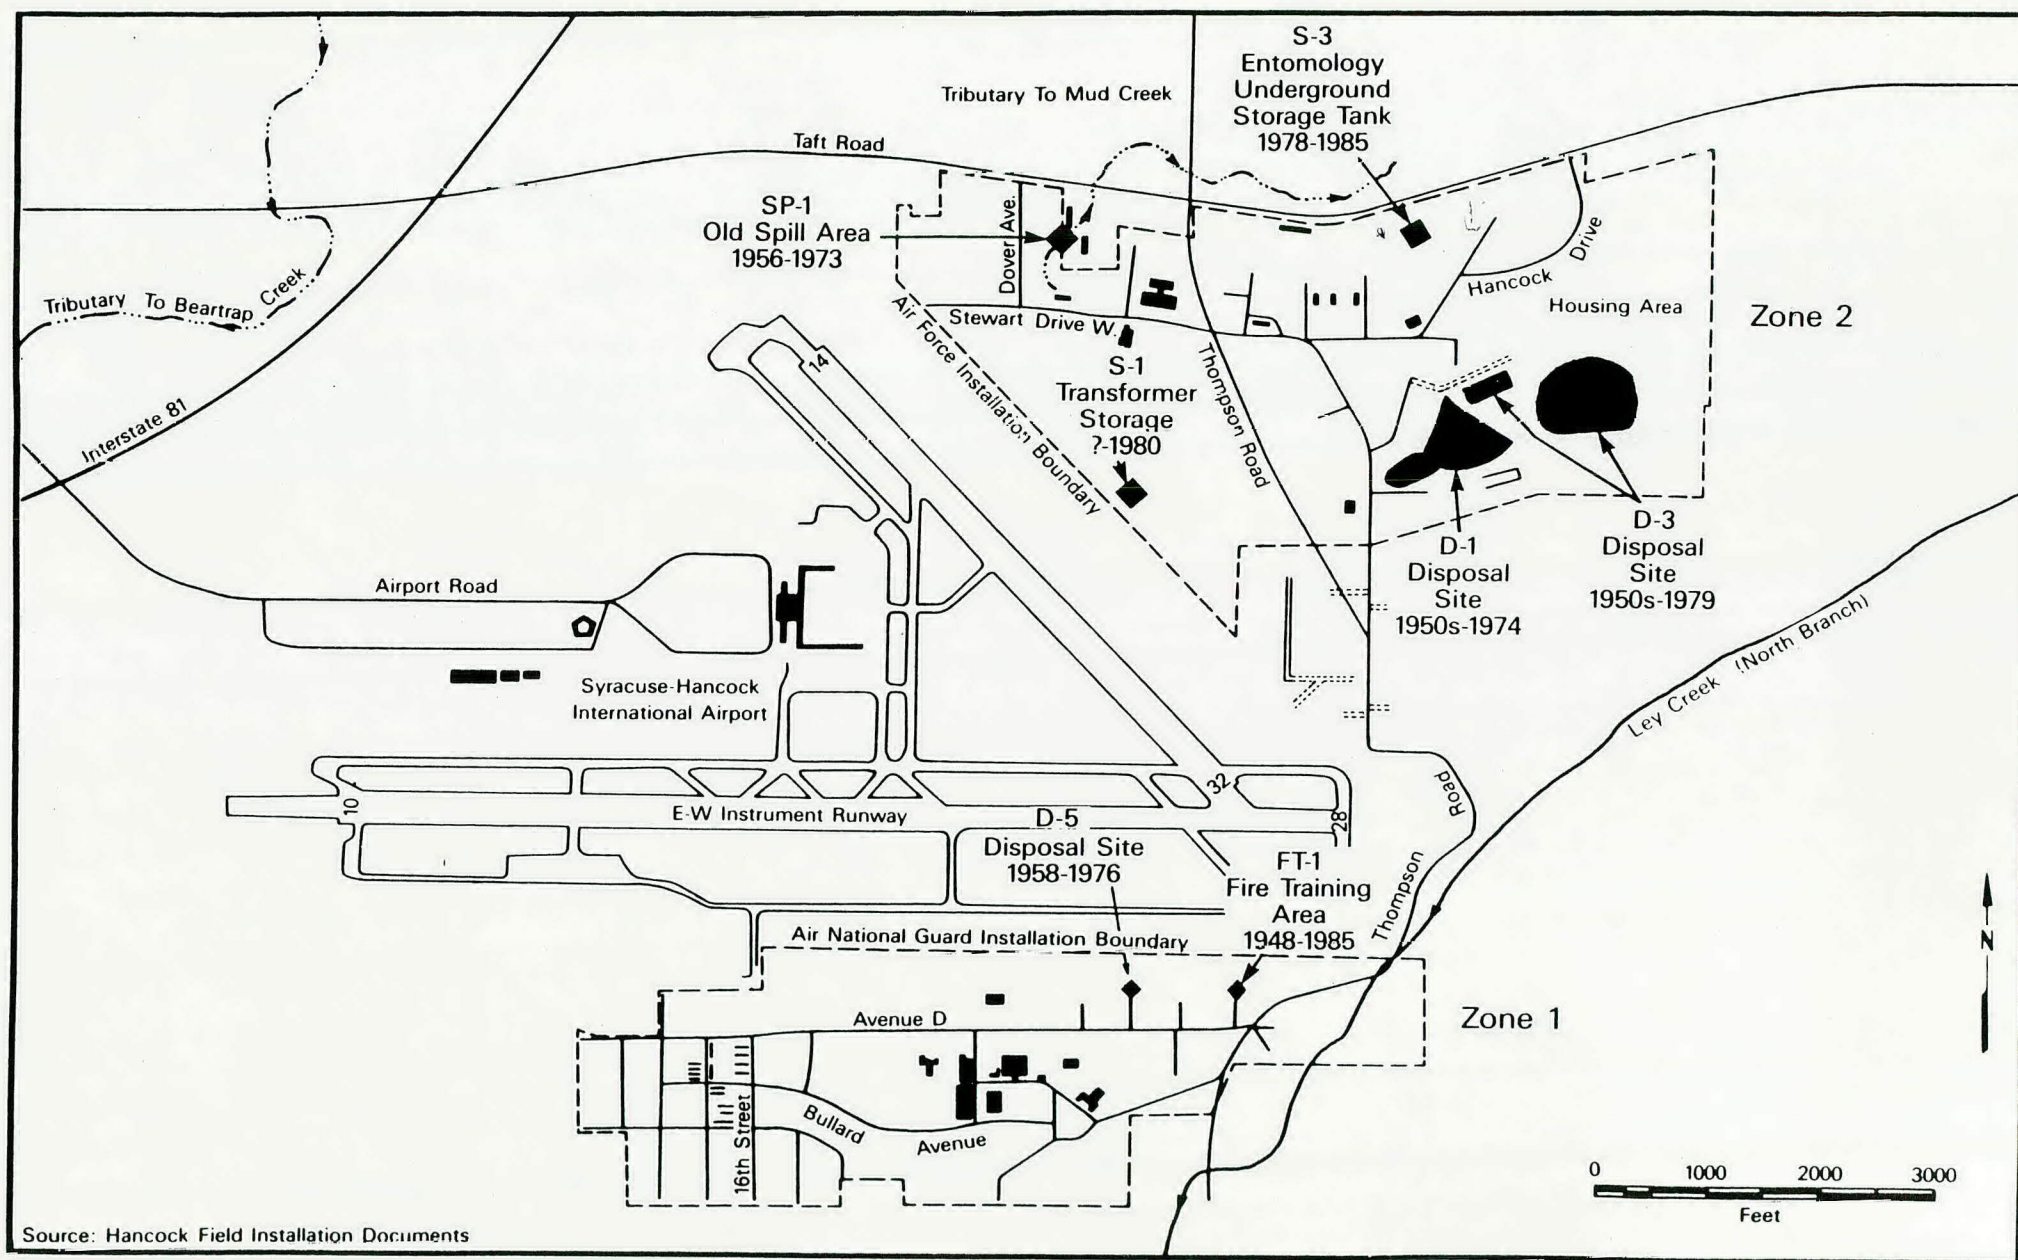 S-3
Entomology
Underground
Storage Tank
1978-1985
Tributary To Mud Creek
Taft Road
SP-1
Old Spill Area
1956-1973
Dover Ave.
Hancock
Drive
Housing Area
Zone 2
Tributary To Beartrap Creek
Interstate 81
Air Force Installation Boundary
Stewart Drive W.
14
S-1
Transformer
Storage
?-1980
Thompson Road
D-1
Disposal
Site
1950s-1974
D-3
Disposal
Site
1950s-1979
Airport Road
Syracuse-Hancock
International Airport
Ley Creek (North Branch)
10
E-W Instrument Runway
32
28
D-5
Disposal Site
1958-1976
FT-1
Fire Training
Area
1948-1985
Thompson
Road
Air National Guard Installation Boundary
N
Avenue D
Zone 1
16th Street
Bullard
Avenue
0 1000 2000 3000
Feet
Source: Hancock Field Installation Documents